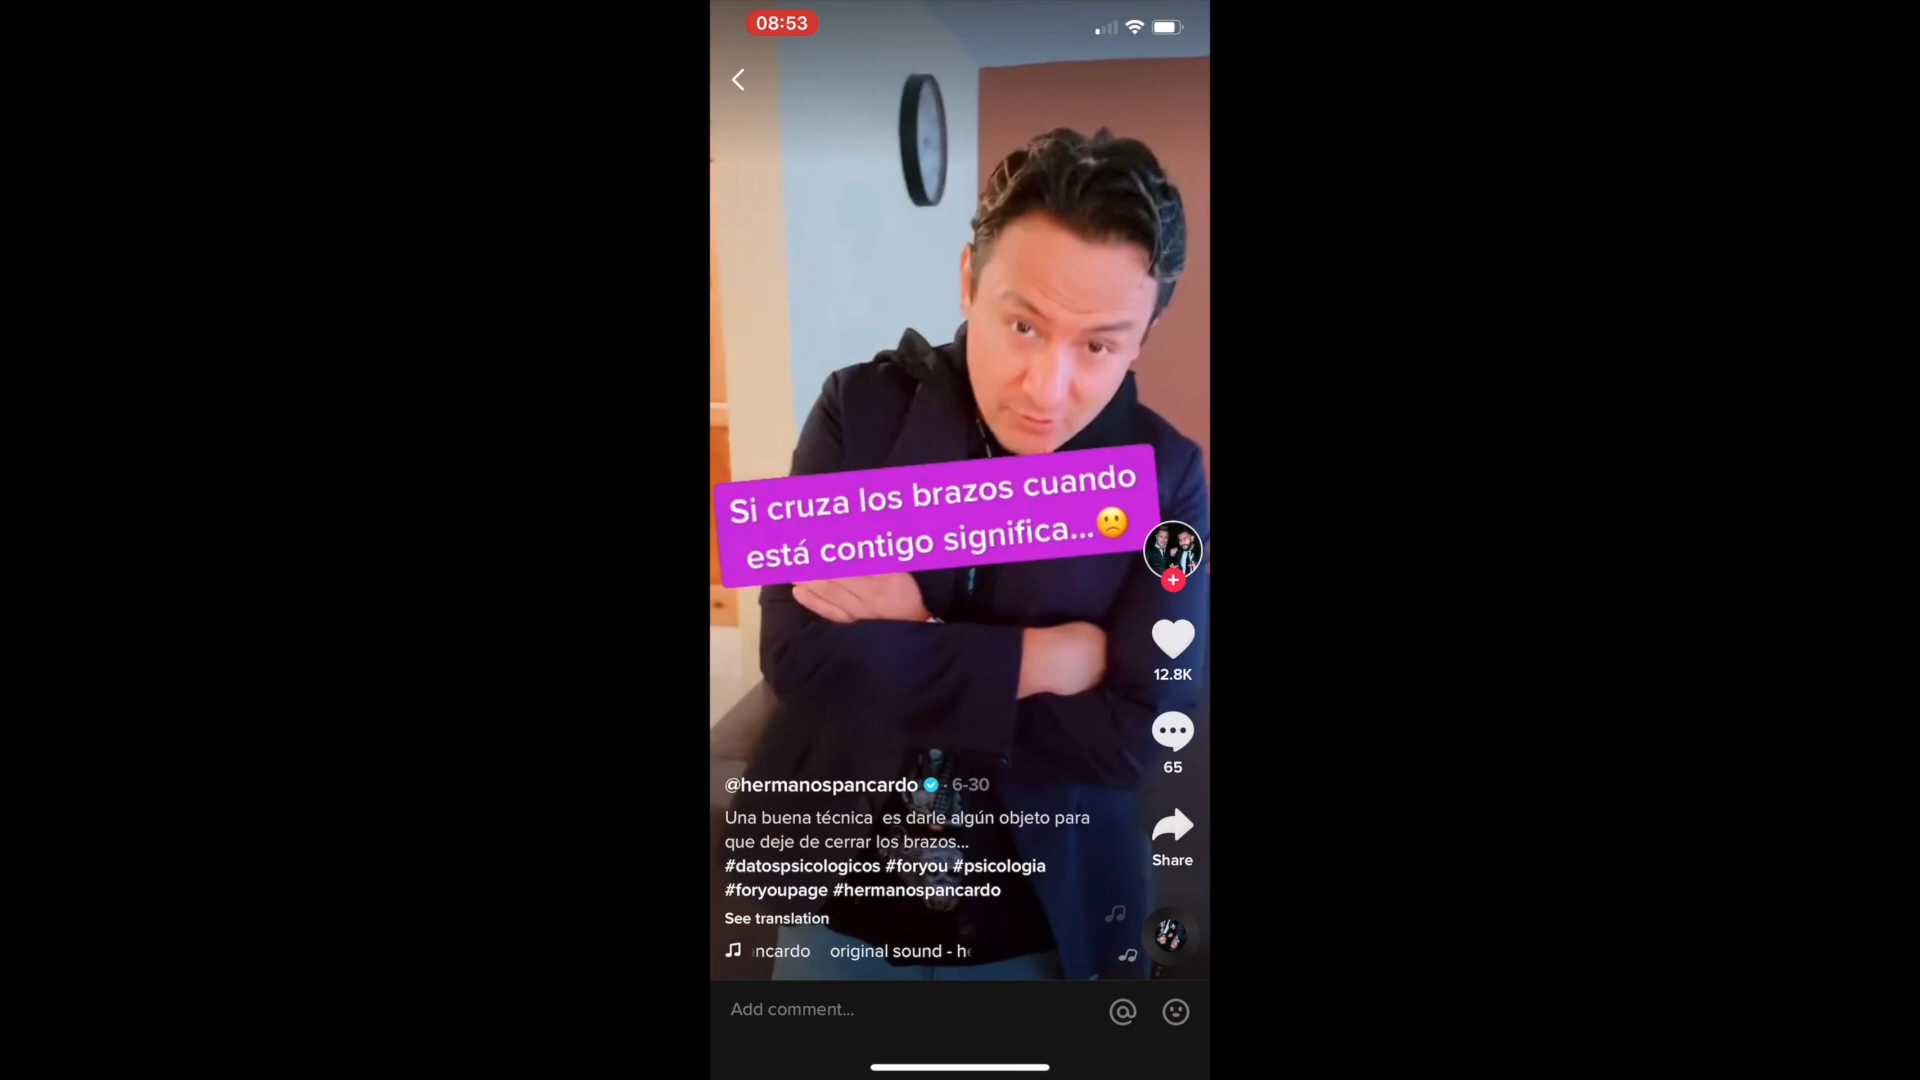 08:53
Si cruza los brazos cuando
está contigo significa...🙁
12.8K
65
Share
@hermanospancardo · 6-30
Una buena técnica es darle algún objeto para
que deje de cerrar los brazos...
#datospsicologicos #foryou #psicologia
#foryoupage #hermanospancardo
See translation
ncardo original sound - he
Add comment...